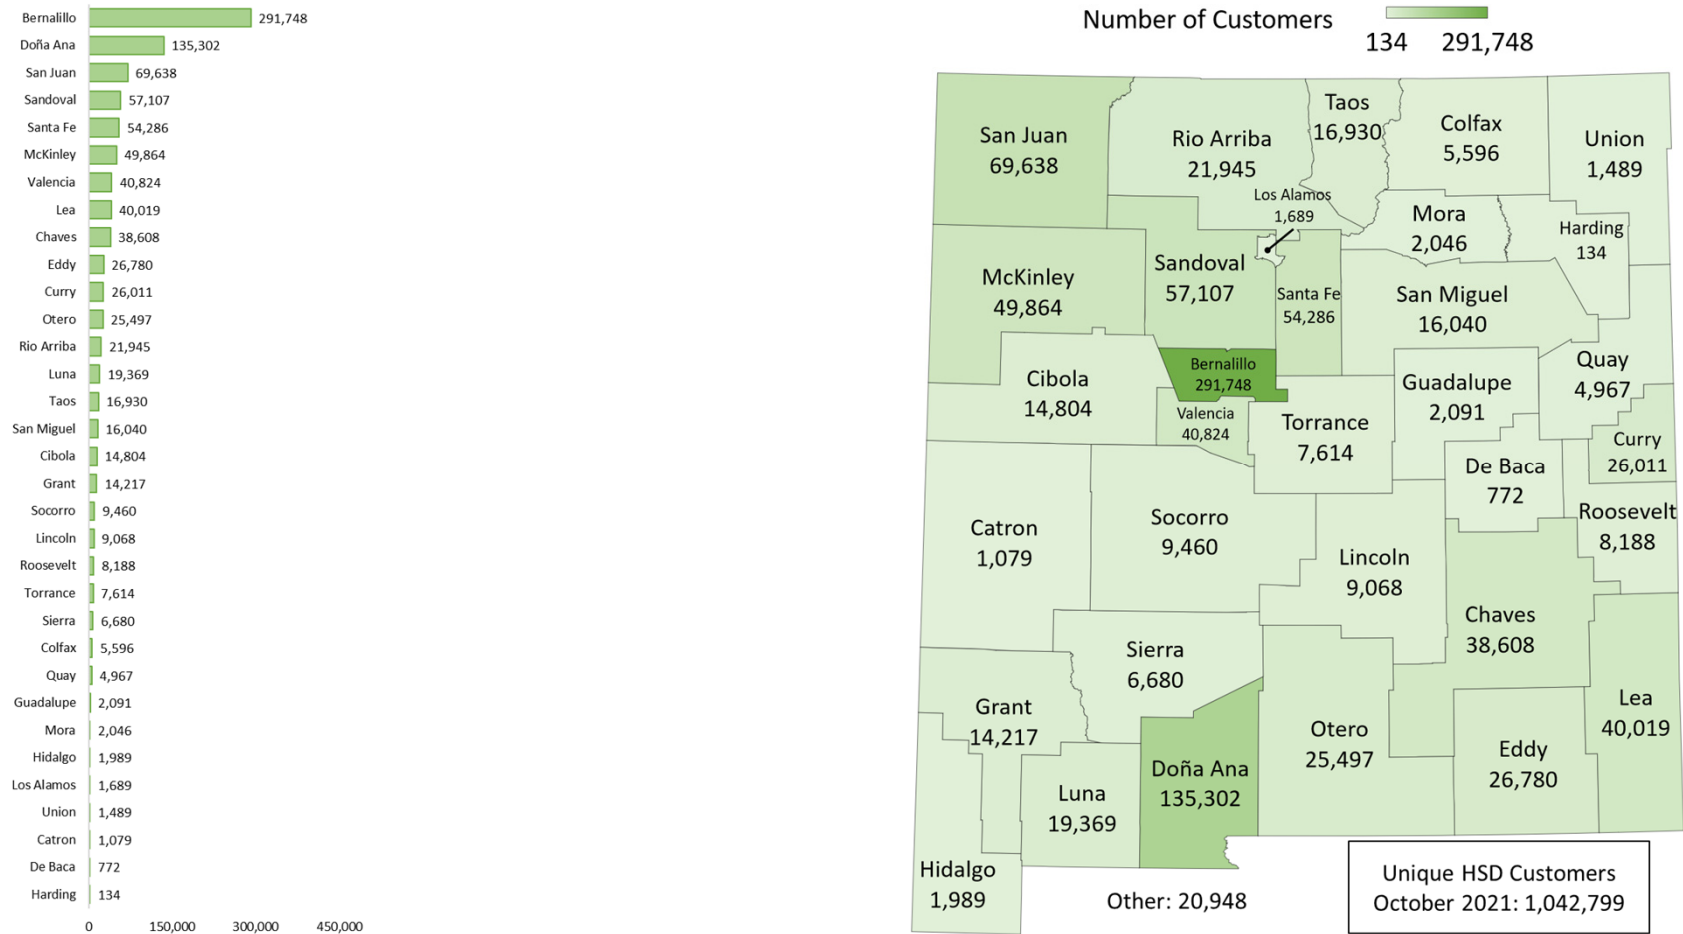 Bernalillo 291,748
Doña Ana 135,302
San Juan 69,638
Sandoval 57,107
Santa Fe 54,286
McKinley 49,864
Valencia 40,824
Lea 40,019
Chaves 38,608
Eddy 26,780
Curry 26,011
Otero 25,497
Rio Arriba 21,945
Luna 19,369
Taos 16,930
San Miguel 16,040
Cibola 14,804
Grant 14,217
Socorro 9,460
Lincoln 9,068
Roosevelt 8,188
Torrance 7,614
Sierra 6,680
Colfax 5,596
Quay 4,967
Guadalupe 2,091
Mora 2,046
Hidalgo 1,989
Los Alamos 1,689
Union 1,489
Catron 1,079
De Baca 772
Harding 134
0 150,000 300,000 450,000
Number of Customers
134 291,748
San Juan
69,638
Rio Arriba
21,945
Taos
16,930
Colfax
5,596
Union
1,489
Los Alamos
1,689
Mora
2,046
Harding
134
McKinley
49,864
Sandoval
57,107
Santa Fe
54,286
San Miguel
16,040
Bernalillo
291,748
Quay
4,967
Cibola
14,804
Guadalupe
2,091
Valencia
40,824
Torrance
7,614
Curry
26,011
De Baca
772
Roosevelt
8,188
Catron
1,079
Socorro
9,460
Lincoln
9,068
Chaves
38,608
Sierra
6,680
Lea
40,019
Grant
14,217
Otero
25,497
Eddy
26,780
Doña Ana
135,302
Luna
19,369
Hidalgo
1,989
Other: 20,948
Unique HSD Customers
October 2021: 1,042,799